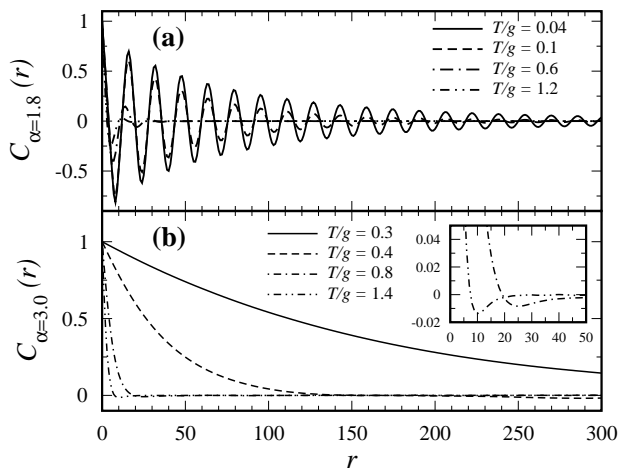 (a)
T/g = 0.04
T/g = 0.1
T/g = 0.6
T/g = 1.2
1
0.5
0
-0.5
C α=1.8 (r)
(b)
T/g = 0.3
T/g = 0.4
T/g = 0.8
T/g = 1.4
0.04
0.02
0
-0.02
0 10 20 30 40 50
1
0.5
0
C α=3.0 (r)
0 50 100 150 200 250 300
r